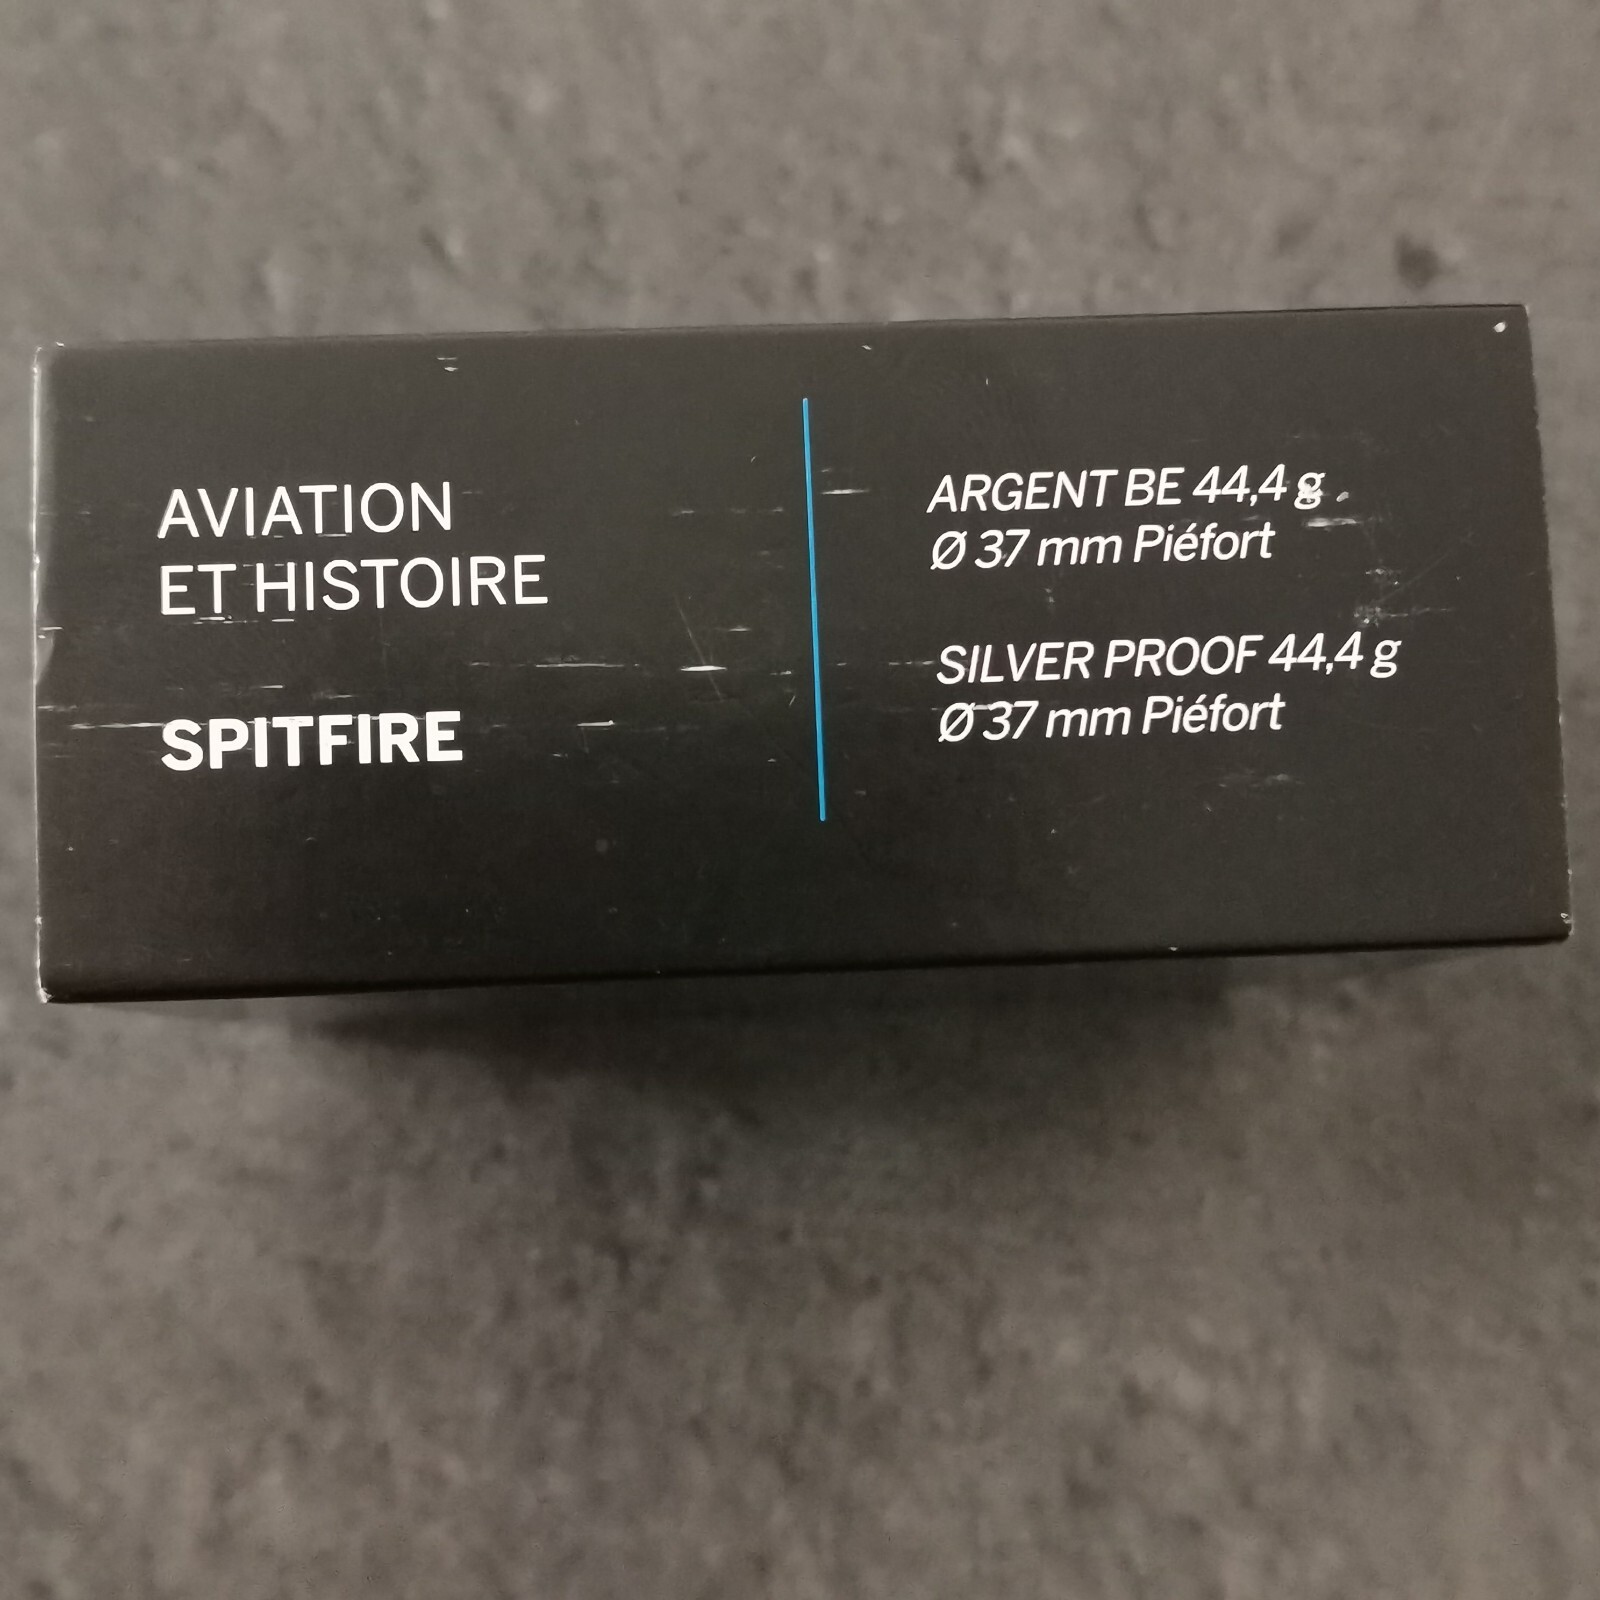 AVIATION
ET HISTOIRE
SPITFIRE
ARGENT BE 44,4 g
Ø 37 mm Piéfort
SILVER PROOF 44,4 g
Ø 37 mm Piéfort